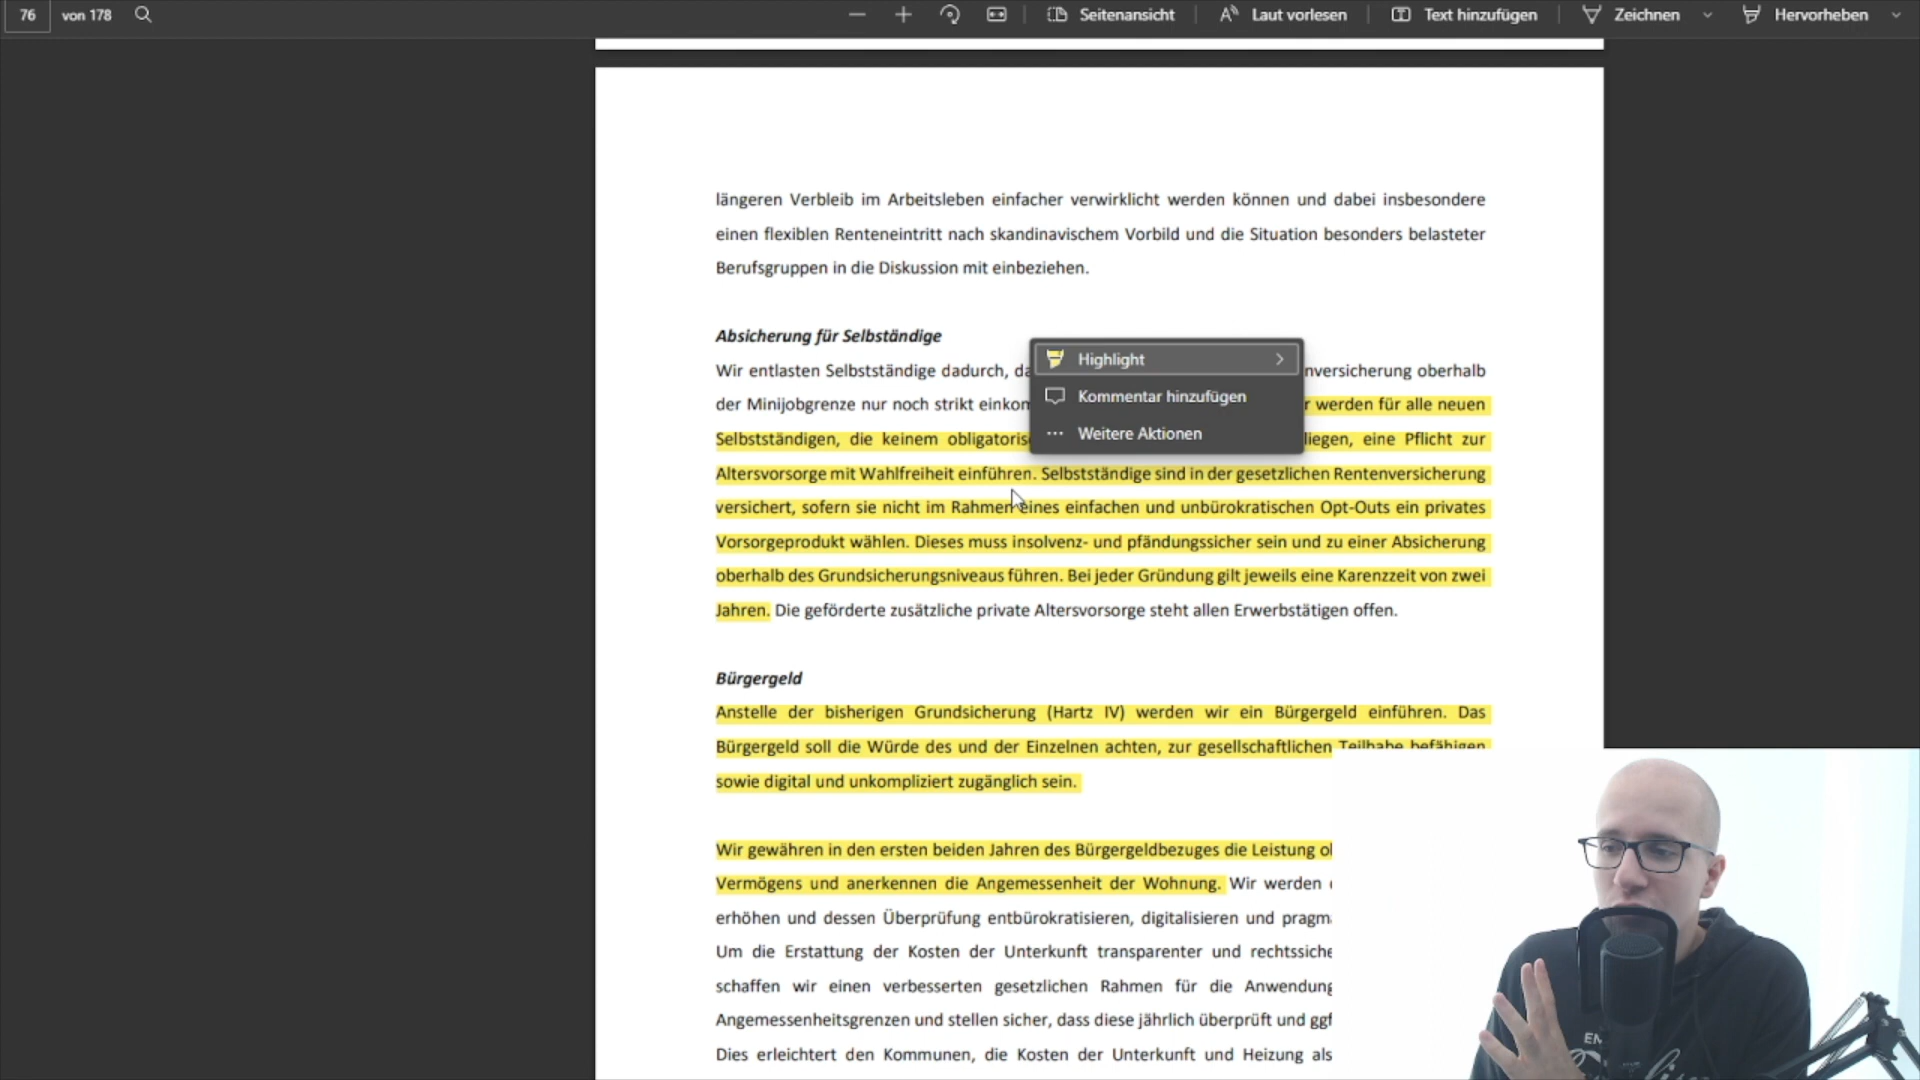 76 von 178 Seitenansicht Laut vorlesen Text hinzufügen Zeichnen Hervorheben
längeren Verbleib im Arbeitsleben einfacher verwirklicht werden können und dabei insbesondere
einen flexiblen Renteneintritt nach skandinavischem Vorbild und die Situation besonders belasteter
Berufsgruppen in die Diskussion mit einbeziehen.
Absicherung für Selbständige
Highlight
Wir entlasten Selbstständige dadurch, nversicherung oberhalb
Kommentar hinzufügen
der Minijobgrenze nur noch strikt r werden für alle neuen
Weitere Aktionen
Selbstständigen, die keinem liegen, eine Pflicht zur
Altersvorsorge mit Wahlfreiheit einführen. Selbstständige sind in der gesetzlichen Rentenversicherung
versichert, sofern sie nicht im Rahmen eines einfachen und unbürokratischen Opt-Outs ein privates
Vorsorgeprodukt wählen. Dieses muss insolvenz- und pfändungssicher sein und zu einer Absicherung
oberhalb des Grundsicherungsniveaus führen. Bei jeder Gründung gilt jeweils eine Karenzzeit von zwei
Jahren. Die geförderte zusätzliche private Altersvorsorge steht allen Erwerbstätigen offen.
Bürgergeld
Anstelle der bisherigen Grundsicherung (Hartz IV) werden wir ein Bürgergeld einführen. Das
Bürgergeld soll die Würde des und der Einzelnen achten, zur gesellschaftlichen Teilhabe befähigen
sowie digital und unkompliziert zugänglich sein.
Wir gewähren in den ersten beiden Jahren des Bürgergeldbezuges die Leistung
Vermögens und anerkennen die Angemessenheit der Wohnung. Wir werden
erhöhen und dessen Überprüfung entbürokratisieren, digitalisieren und
Um die Erstattung der Kosten der Unterkunft transparenter und
schaffen wir einen verbesserten gesetzlichen Rahmen für die Anwendung
Angemessenheitsgrenzen und stellen sicher, dass diese jährlich überprüft und
Dies erleichtert den Kommunen, die Kosten der Unterkunft und Heizung als